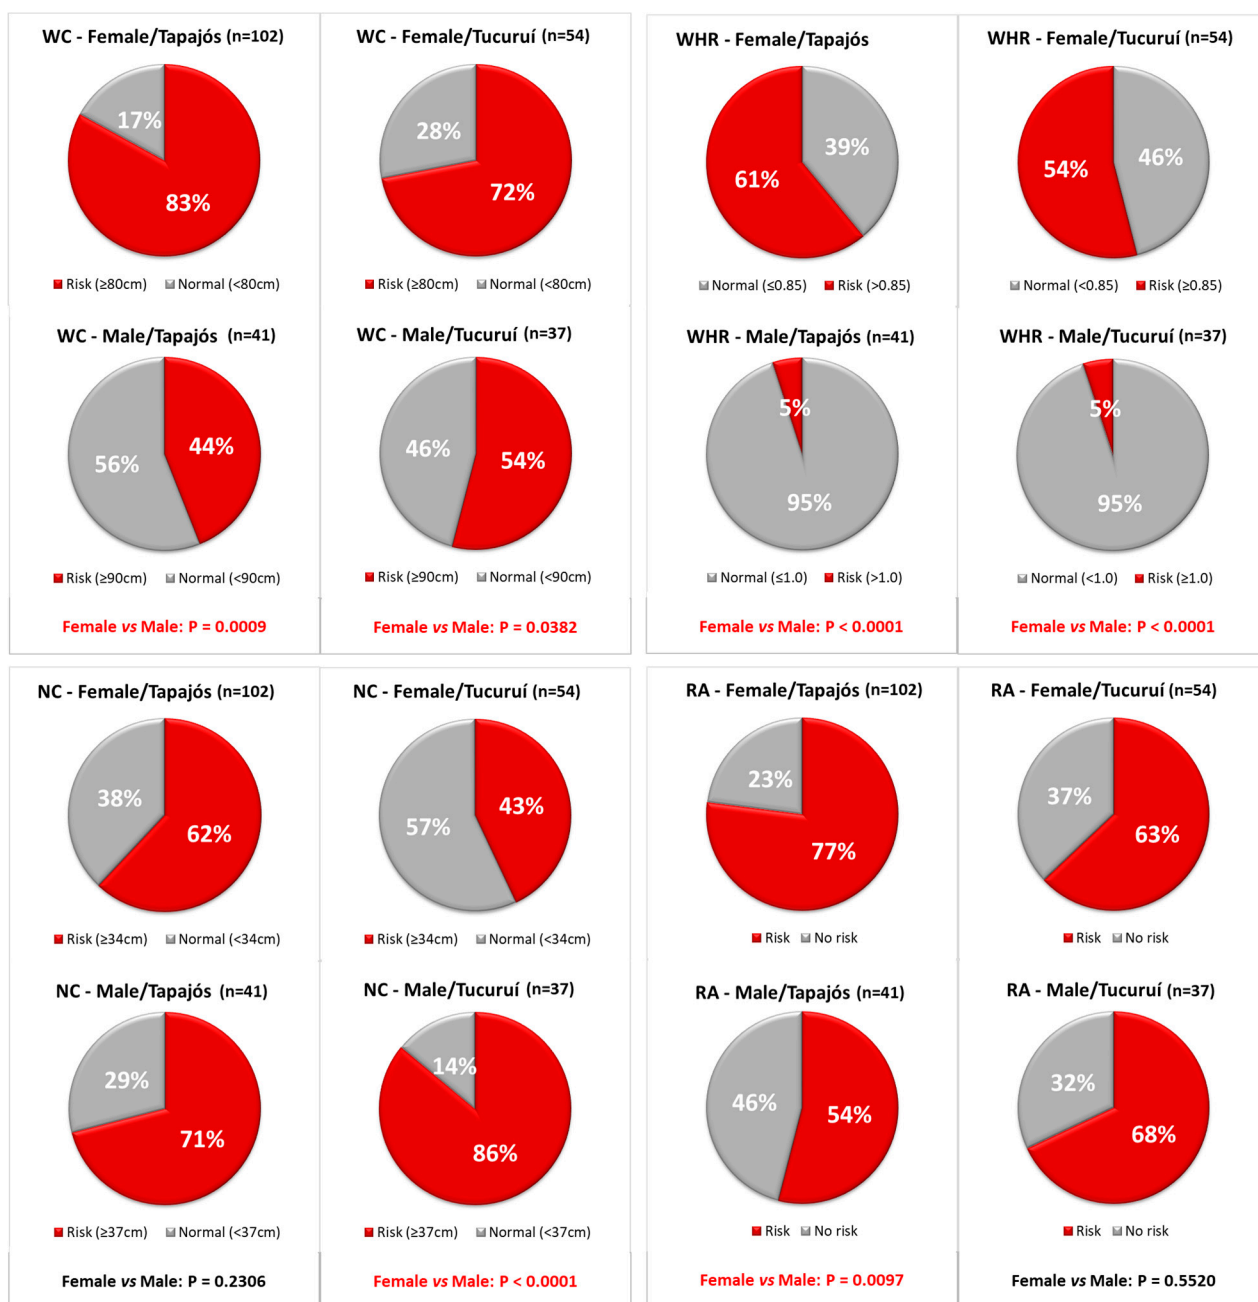 WC - Female/Tapajós (n=102)
17%
83%
Risk (≥80cm) Normal (<80cm)
WC - Female/Tucuruí (n=54)
28%
72%
Risk (≥80cm) Normal (<80cm)
WHR - Female/Tapajós
39%
61%
Normal (≤0.85) Risk (>0.85)
WHR - Female/Tucuruí (n=54)
54%
46%
Normal (<0.85) Risk (≥0.85)
WC - Male/Tapajós (n=41)
56%
44%
Risk (≥90cm) Normal (<90cm)
Female vs Male: P = 0.0009
WC - Male/Tucuruí (n=37)
46%
54%
Risk (≥90cm) Normal (<90cm)
Female vs Male: P = 0.0382
WHR - Male/Tapajós (n=41)
5%
95%
Normal (≤1.0) Risk (>1.0)
Female vs Male: P < 0.0001
WHR - Male/Tucuruí (n=37)
5%
95%
Normal (<1.0) Risk (≥1.0)
Female vs Male: P < 0.0001
NC - Female/Tapajós (n=102)
38%
62%
Risk (≥34cm) Normal (<34cm)
NC - Female/Tucuruí (n=54)
57%
43%
Risk (≥34cm) Normal (<34cm)
RA - Female/Tapajós (n=102)
23%
77%
Risk No risk
RA - Female/Tucuruí (n=54)
37%
63%
Risk No risk
NC - Male/Tapajós (n=41)
29%
71%
Risk (≥37cm) Normal (<37cm)
Female vs Male: P = 0.2306
NC - Male/Tucuruí (n=37)
14%
86%
Risk (≥37cm) Normal (<37cm)
Female vs Male: P < 0.0001
RA - Male/Tapajós (n=41)
46%
54%
Risk No risk
Female vs Male: P = 0.0097
RA - Male/Tucuruí (n=37)
32%
68%
Risk No risk
Female vs Male: P = 0.5520